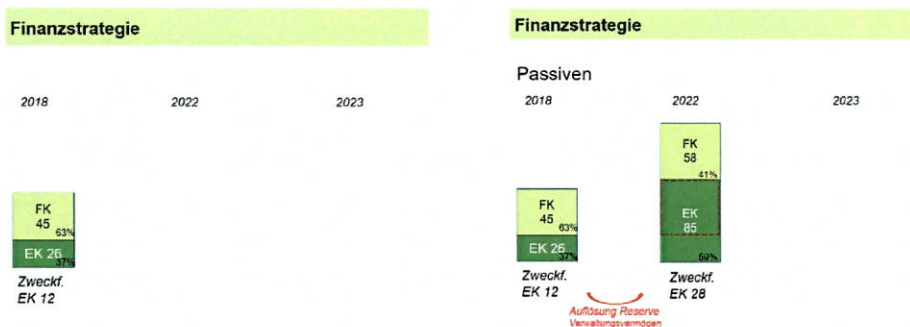 Finanzstrategie
2018
2022
2023
FK
45
63%
EK 26
37%
Zweckf.
EK 12
Finanzstrategie
Passiven
2018
2022
2023
FK
58
41%
FK
45
63%
EK
85
EK 26
37%
59%
Zweckf.
EK 12
Zweckf.
EK 28
Auflösung Reserve
Verwaltungsvermögen